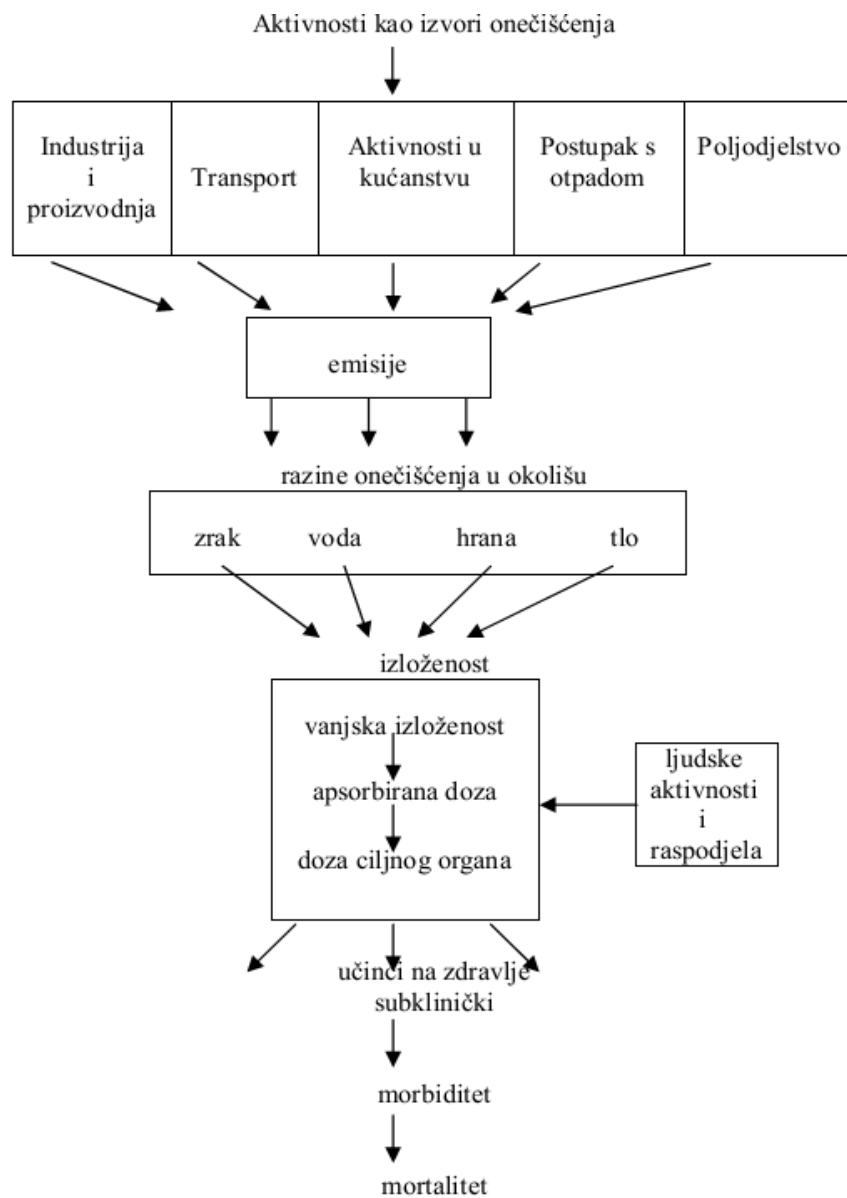 Aktivnosti kao izvori onečišćenja
Industrija
i
proizvodnja
Transport
Aktivnosti u
kućanstvu
Postupak s
otpadom
Poljodjelstvo
emisije
razine onečišćenja u okolišu
zrak voda hrana tlo
izloženost
vanjska izloženost
apsorbirana doza
doza ciljnog organa
ljudske
aktivnosti
i
raspodjela
učinci na zdravlje
subklinički
morbiditet
mortalitet